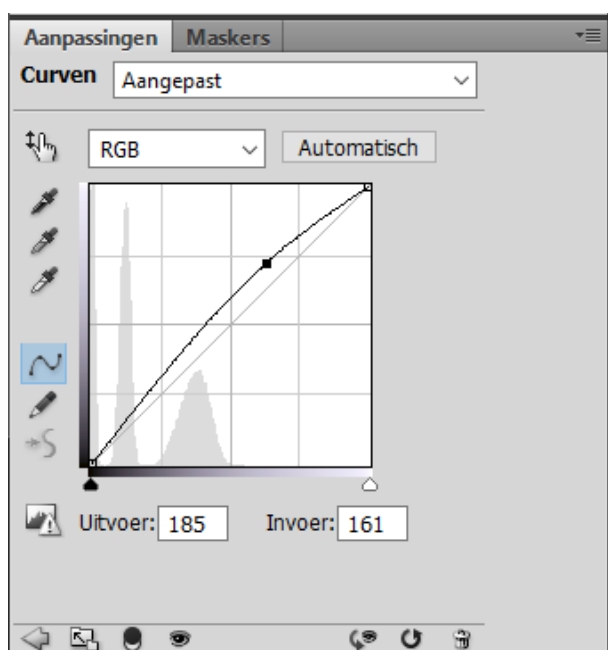 Aanpassingen Maskers
Curven Aangepast
RGB Automatisch
Uitvoer: 185 Invoer: 161